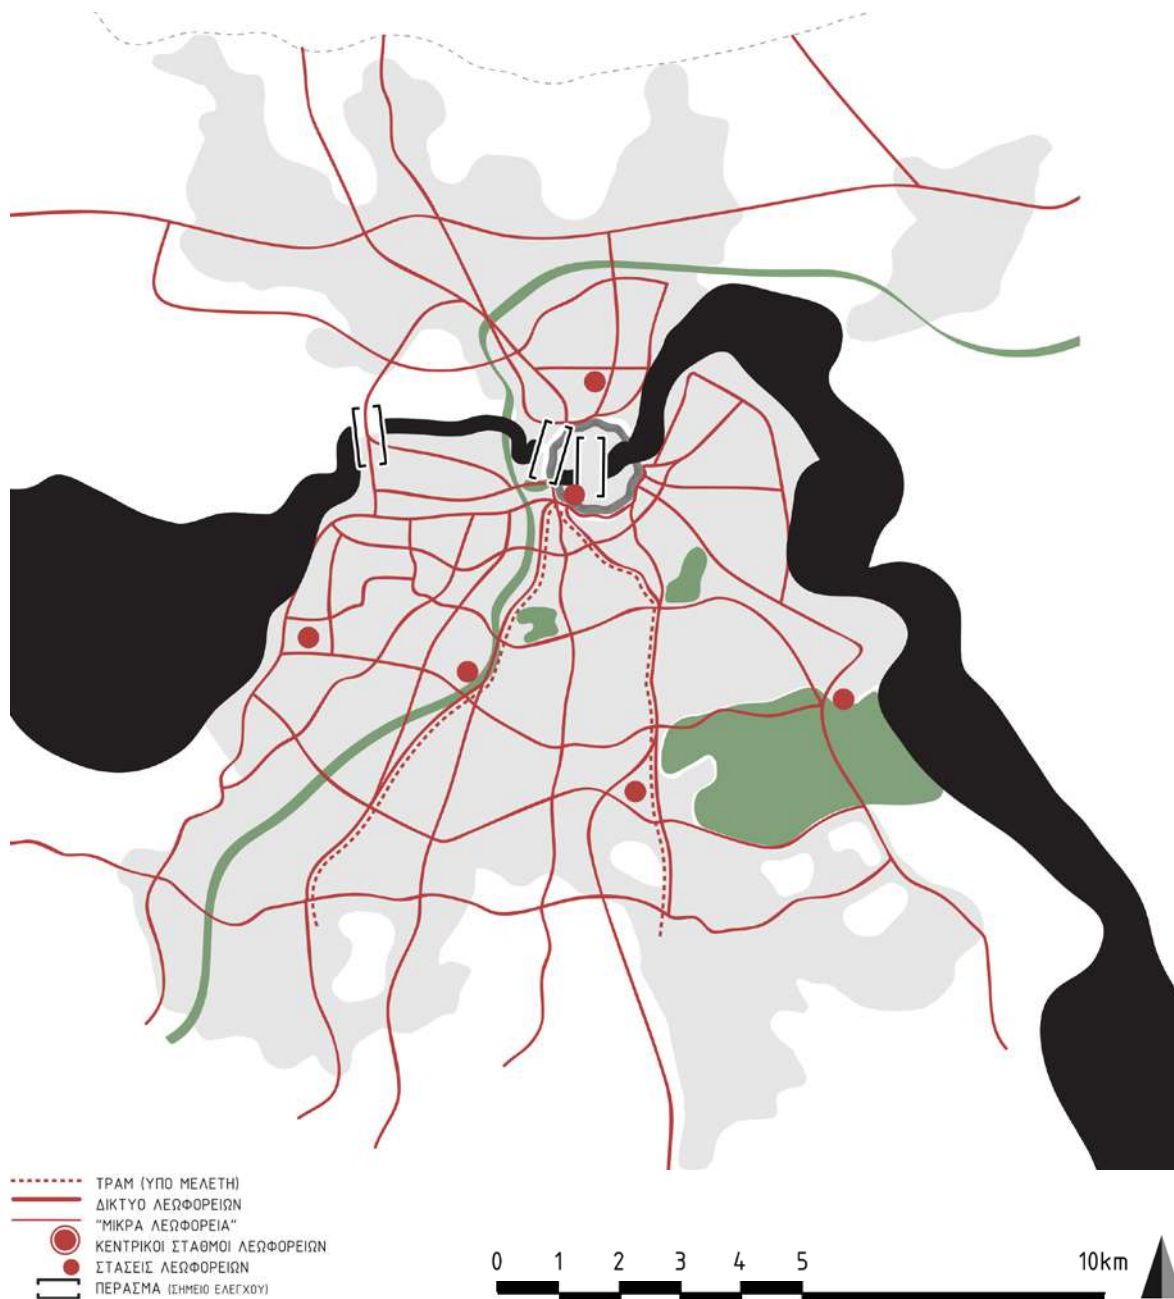 ΤΡΑΜ (ΥΠΟ ΜΕΛΕΤΗ)
ΔΙΚΤΥΟ ΛΕΩΦΟΡΕΙΩΝ
"ΜΙΚΡΑ ΛΕΩΦΟΡΕΙΑ"
ΚΕΝΤΡΙΚΟΙ ΣΤΑΘΜΟΙ ΛΕΩΦΟΡΕΙΩΝ
ΣΤΑΣΕΙΣ ΛΕΩΦΟΡΕΙΩΝ
ΠΕΡΑΣΜΑ (ΣΗΜΕΙΟ ΕΛΕΓΧΟΥ)
0 1 2 3 4 5 10km